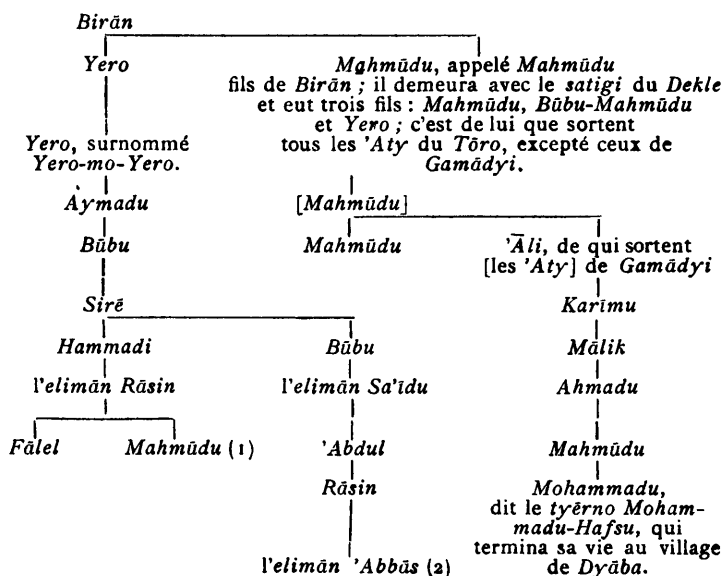 Birān
Yero
Mahmūdu, appelé Mahmūdu
fils de Birān ; il demeura avec le satigi du Dekle
et eut trois fils : Mahmūdu, Būbu-Mahmūdu
et Yero ; c'est de lui que sortent
tous les 'Aty du Tōro, excepté ceux de
Gamādyi.
Yero, surnommé
Yero-mo-Yero.
Aymadu
[Mahmūdu]
Būbu
Mahmūdu
'Āli, de qui sortent
[les 'Aty] de Gamādyi
Siré
Karīmu
Hammadi
Būbu
Mālik
l'elimān Rāsin
l'elimān Sa'īdu
Ahmadu
Fālel
Mahmūdu (1)
'Abdul
Mahmūdu
Rāsin
Mohammadu,
dit le tyērno Moham-
madu-Hafsu, qui
termina sa vie au village
de Dyāba.
l'elimān 'Abbās (2)